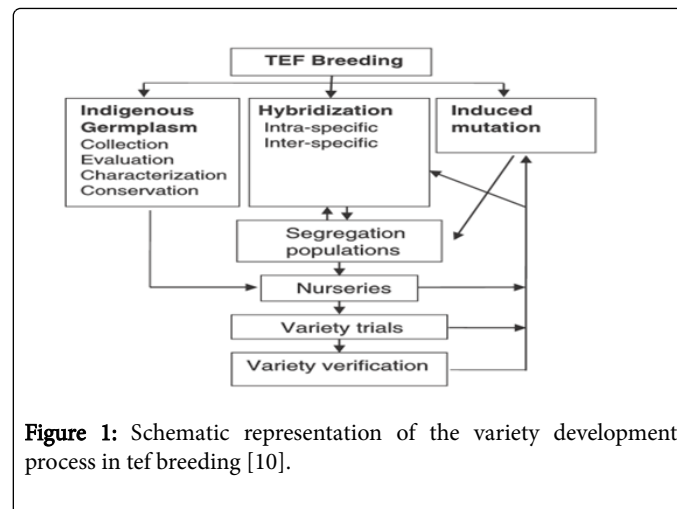 TEF Breeding
Indigenous
Germplasm
Collection
Evaluation
Characterization
Conservation
Hybridization
Intra-specific
Inter-specific
Induced
mutation
Segregation
populations
Nurseries
Variety trials
Variety verification
Figure 1: Schematic representation of the variety development
process in tef breeding [10].